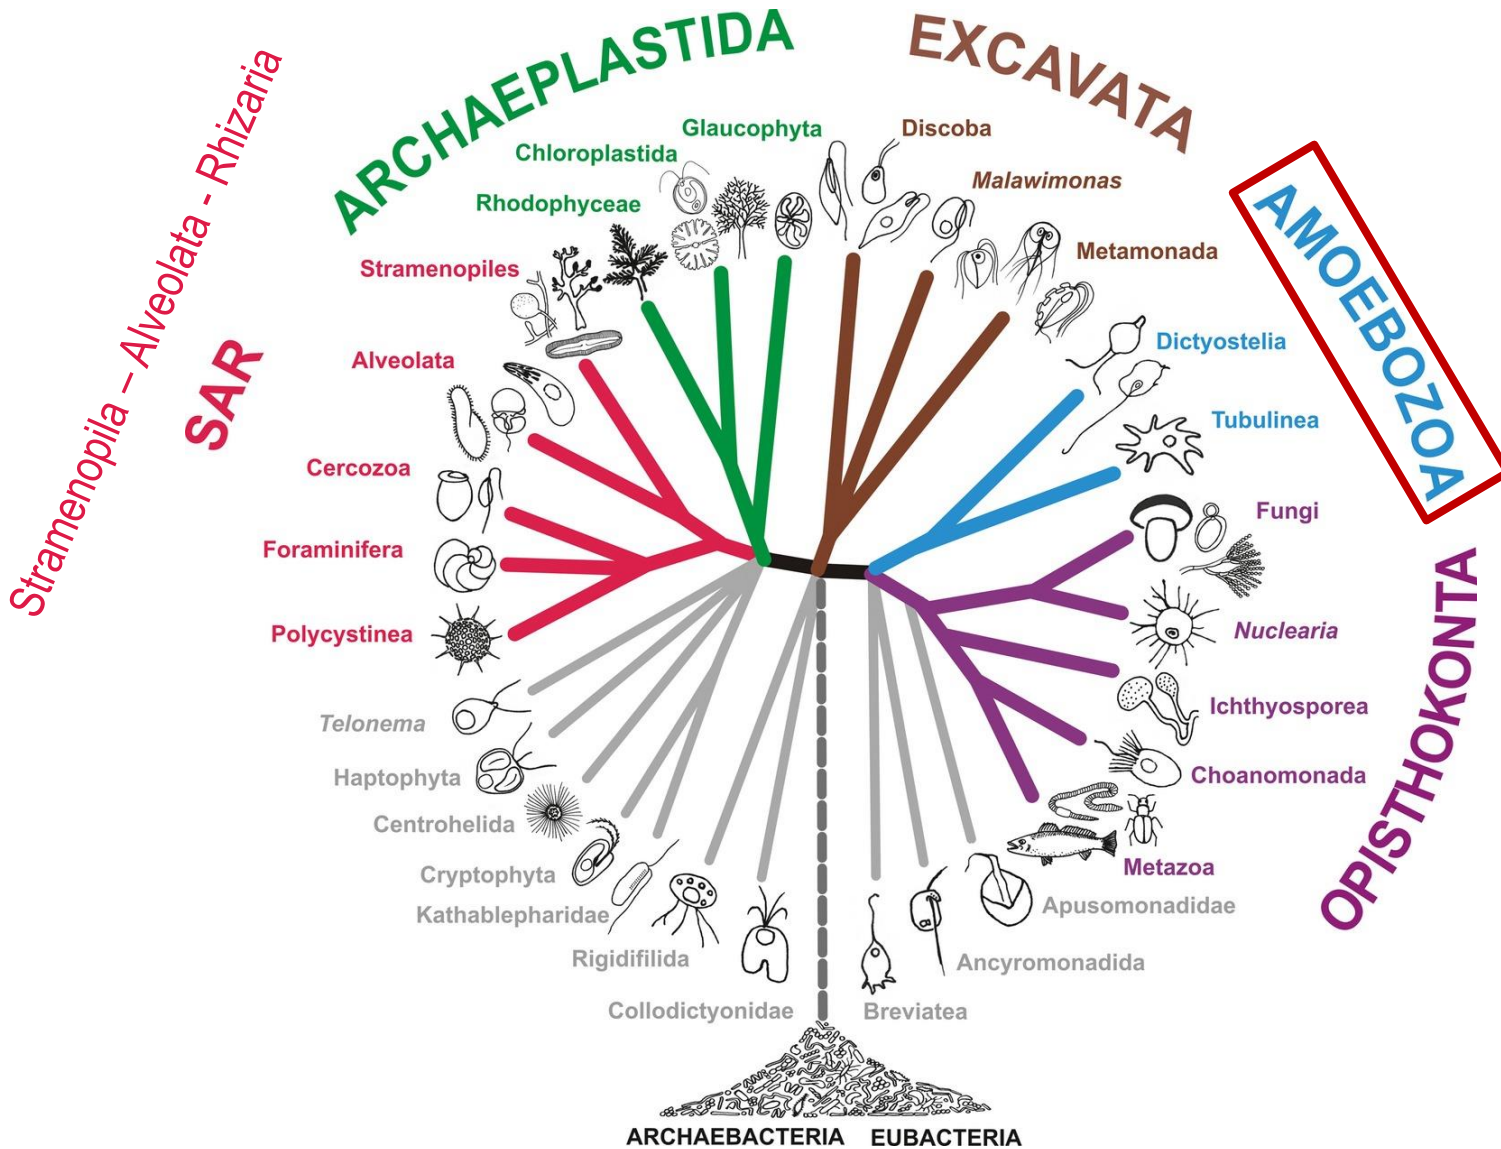 ARCHAEPLASTIDA
EXCAVATA
Stramenopila – Alveolata - Rhizaria
SAR
AMOEBOZOA
OPISTHOKONTA
Glaucophyta
Chloroplastida
Rhodophyceae
Stramenopiles
Alveolata
Cercozoa
Foraminifera
Polycystinea
Discoba
Malawimonas
Metamonada
Dictyostelia
Tubulinea
Fungi
Nuclearia
Ichthyosporea
Choanomonada
Metazoa
Telonema
Haptophyta
Centrohelida
Cryptophyta
Kathablepharidae
Rigidifilida
Collodictyonidae
Breviatea
Ancyromonadida
Apusomonadidae
ARCHAEBACTERIA EUBACTERIA